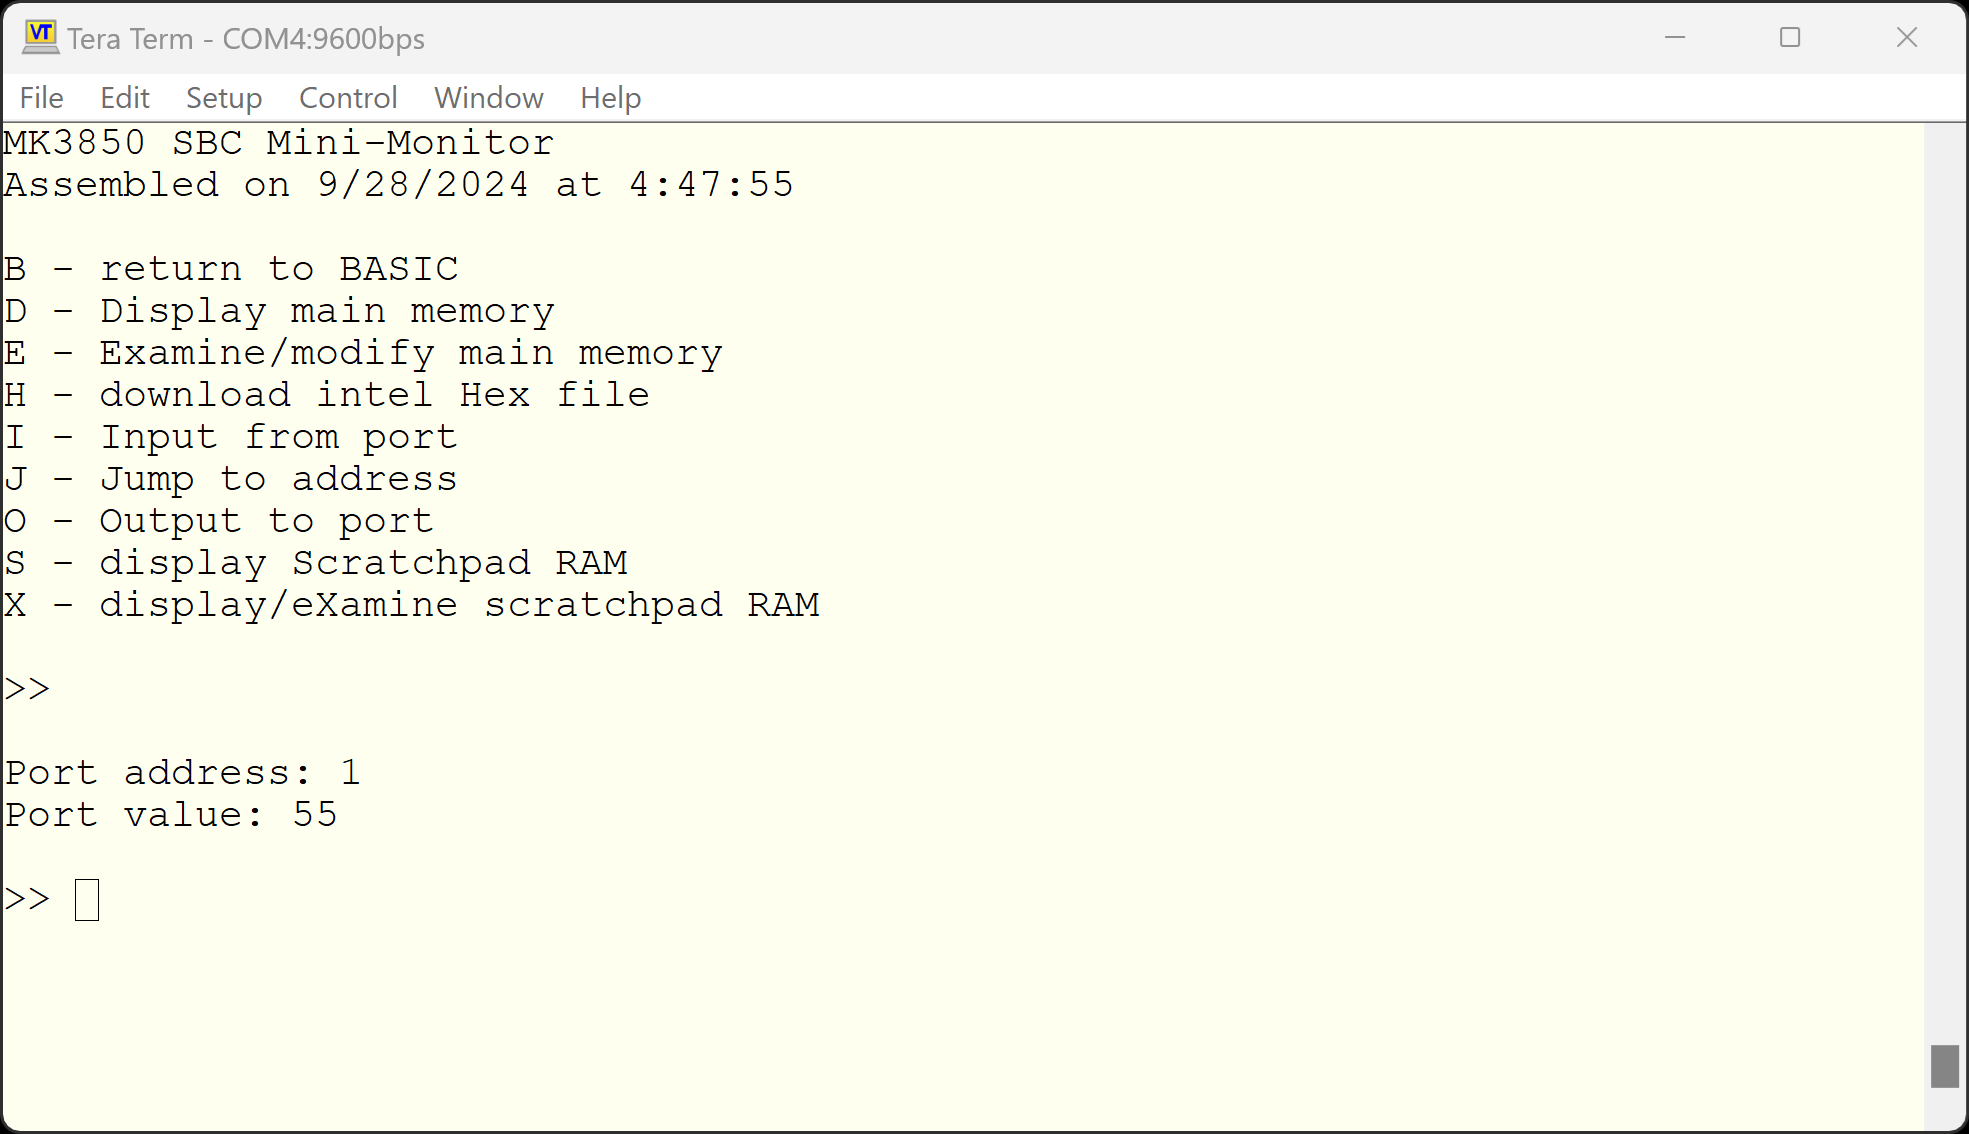 VT Tera Term - COM4:9600bps
File Edit Setup Control Window Help
MK3850 SBC Mini-Monitor
Assembled on 9/28/2024 at 4:47:55
B - return to BASIC
D - Display main memory
E - Examine/modify main memory
H - download intel Hex file
I - Input from port
J - Jump to address
O - Output to port
S - display Scratchpad RAM
X - display/eXamine scratchpad RAM
>>
Port address: 1
Port value: 55
>>